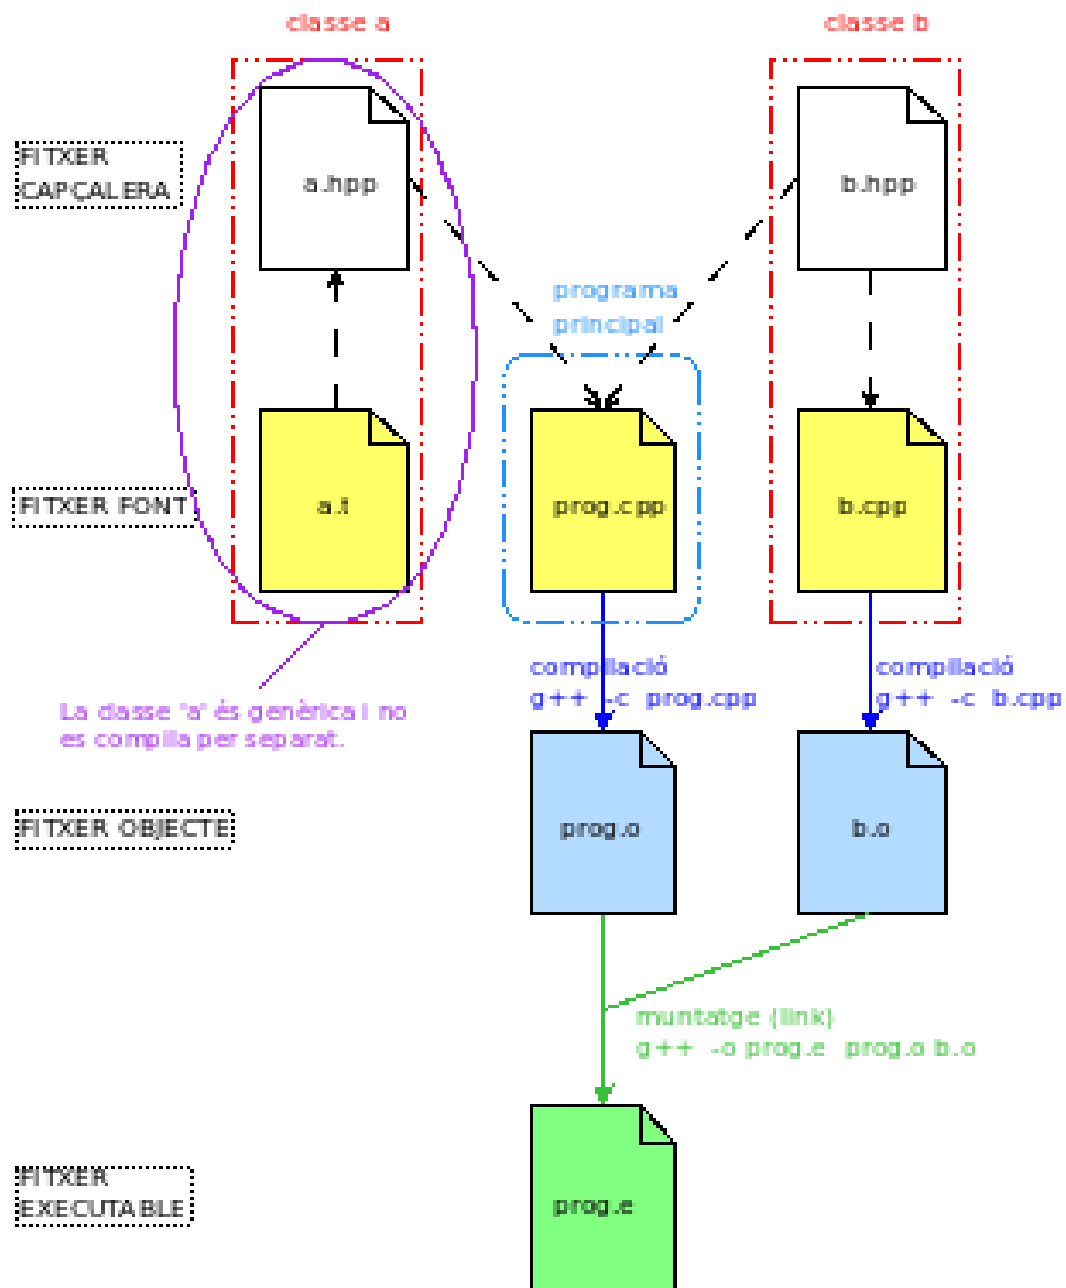 classe a
classe b
FITXER
CAPÇALERA
a.hpp
b.hpp
programa
principal
FITXER FONT
a.t
prog.cpp
b.cpp
compilació
g++ -c prog.cpp
compilació
g++ -c b.cpp
La classe "a" és genèrica i no
es compila per separat.
FITXER OBJECTE
prog.o
b.o
muntatge (link)
g++ -o prog.e prog.o b.o
FITXER
EXECUTABLE
prog.e